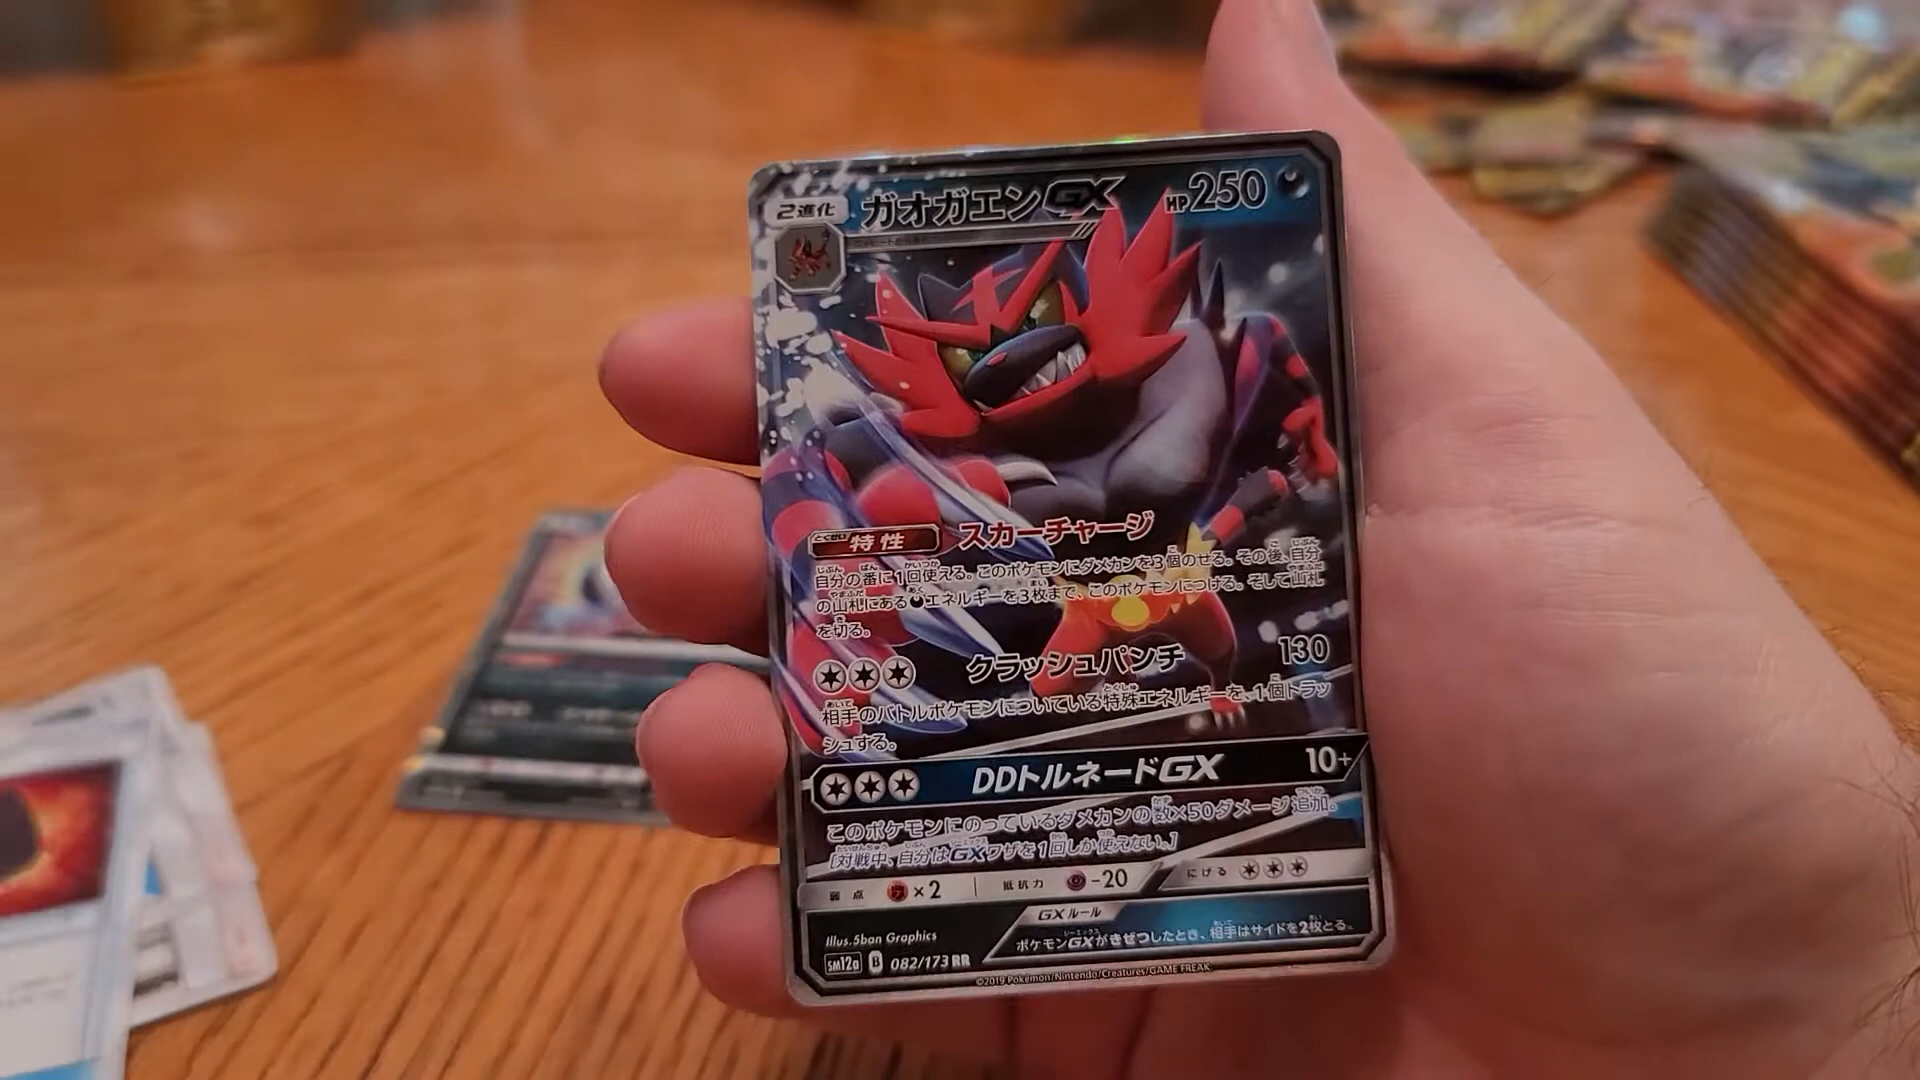 2進化 ガオガエンGX HP250
特性 スカーチャージ
自分の番に1回使える。このポケモンにダメカンを3個のせる。その後、自分
の山札にあるエネルギーを3枚まで、このポケモンにつける。そして山札
を切る。
クラッシュパンチ 130
相手のバトルポケモンについている特殊エネルギーを、1個トラッ
シュする。
DDトルネードGX 10+
このポケモンにのっているダメカンの数×50ダメージ追加。
[対戦中、自分はGXワザを1回しか使えない。]
弱点 ×2 抵抗力 -20 にげる
GXルール
ポケモンGXがきぜつしたとき、相手はサイドを2枚とる。
Illus.5ban Graphics
sm12a B 082/173 RR
©2019 Pokémon/Nintendo/Creatures/GAME FREAK